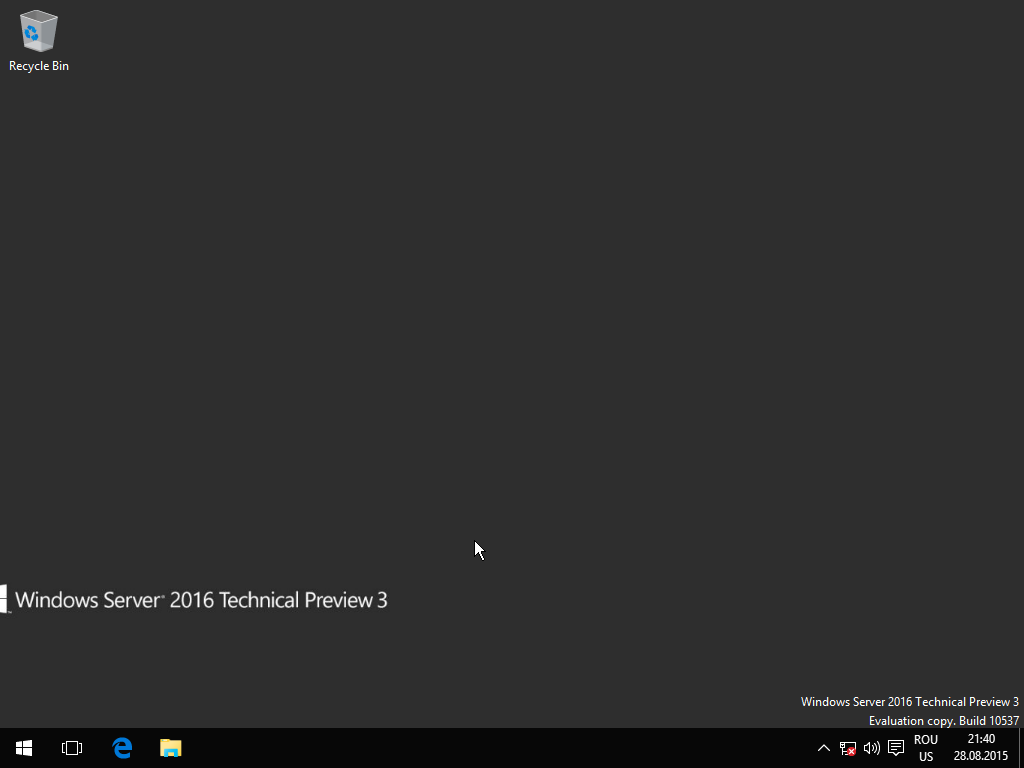 Recycle Bin
Windows Server 2016 Technical Preview 3
Windows Server 2016 Technical Preview 3
Evaluation copy. Build 10537
ROU
US
21:40
28.08.2015